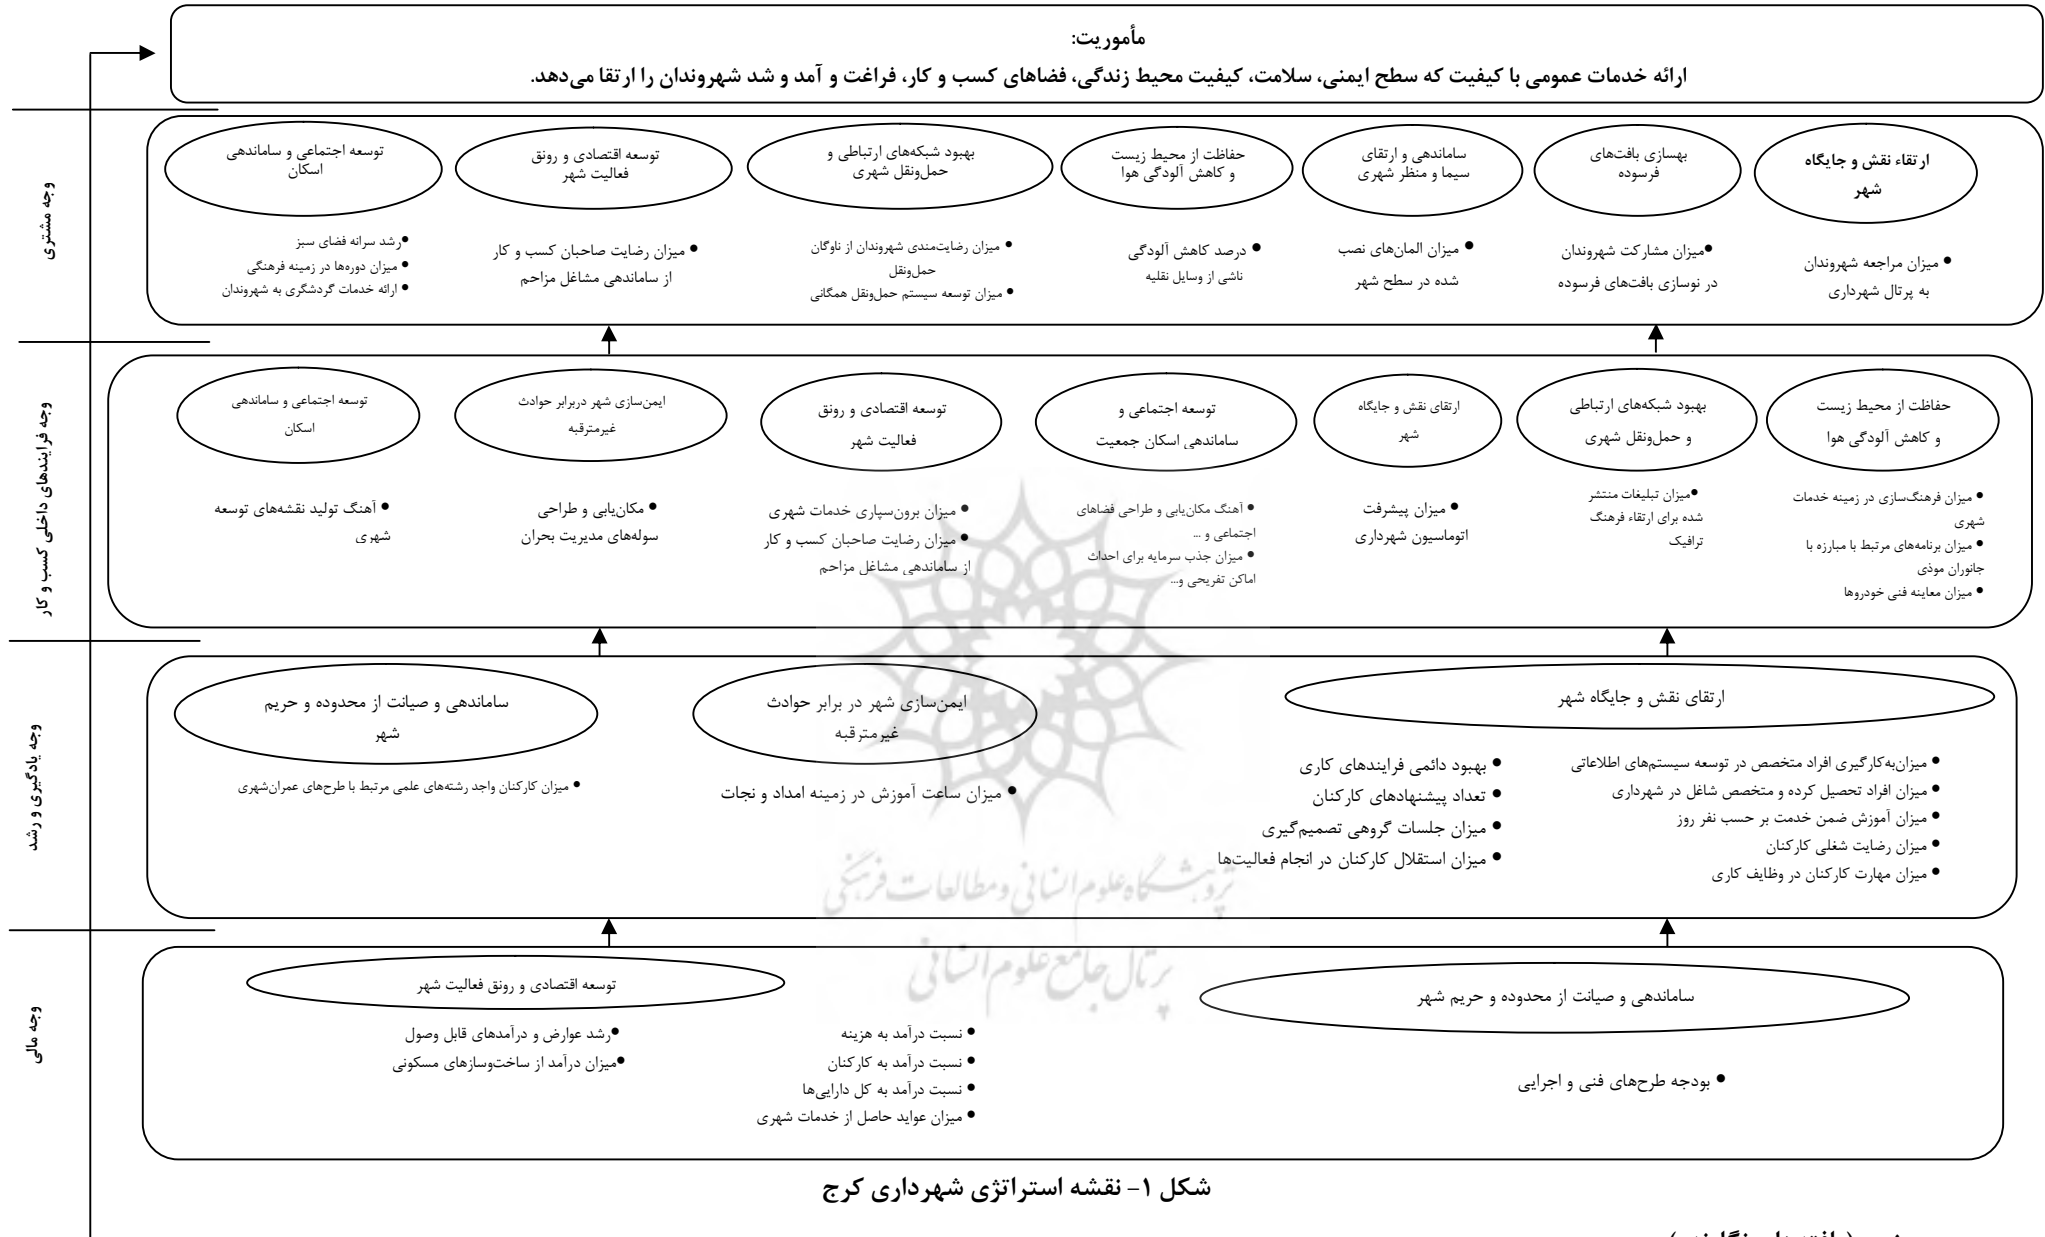 مأموریت:
ارائه خدمات عمومی با کیفیت که سطح ایمنی، سلامت، کیفیت محیط زندگی، فضاهای کسب و کار، فراغت و آمد و شد شهروندان را ارتقا می‌دهد.
وجه مشتری
ارتقاء نقش و جایگاه
شهر
● میزان مراجعه شهروندان
به پرتال شهرداری
بهسازی بافت‌های
فرسوده
●میزان مشارکت شهروندان
در نوسازی بافت‌های فرسوده
ساماندهی و ارتقای
سیما و منظر شهری
● میزان المان‌های نصب
شده در سطح شهر
حفاظت از محیط زیست
و کاهش آلودگی هوا
● درصد کاهش آلودگی
ناشی از وسایل نقلیه
بهبود شبکه‌های ارتباطی و
حمل‌ونقل شهری
● میزان رضایت‌مندی شهروندان از ناوگان
حمل‌ونقل
● میزان توسعه سیستم حمل‌ونقل همگانی
توسعه اقتصادی و رونق
فعالیت شهر
● میزان رضایت صاحبان کسب و کار
از ساماندهی مشاغل مزاحم
توسعه اجتماعی و ساماندهی
اسکان
●رشد سرانه فضای سبز
● میزان دوره‌ها در زمینه فرهنگی
● ارائه خدمات گردشگری به شهروندان
وجه فرایندهای داخلی کسب و کار
حفاظت از محیط زیست
و کاهش آلودگی هوا
● میزان فرهنگ‌سازی در زمینه خدمات
شهری
● میزان برنامه‌های مرتبط با مبارزه با
جانوران موذی
● میزان معاینه فنی خودروها
بهبود شبکه‌های ارتباطی
و حمل‌ونقل شهری
●میزان تبلیغات منتشر
شده برای ارتقاء فرهنگ
ترافیک
ارتقای نقش و جایگاه
شهر
● میزان پیشرفت
اتوماسیون شهرداری
توسعه اجتماعی و
ساماندهی اسکان جمعیت
● آهنگ مکان‌یابی و طراحی فضاهای
اجتماعی و ...
● میزان جذب سرمایه برای احداث
اماکن تفریحی و...
توسعه اقتصادی و رونق
فعالیت شهر
● میزان برون‌سپاری خدمات شهری
● میزان رضایت صاحبان کسب و کار
از ساماندهی مشاغل مزاحم
ایمن‌سازی شهر دربرابر حوادث
غیرمترقبه
● مکان‌یابی و طراحی
سوله‌های مدیریت بحران
توسعه اجتماعی و ساماندهی
اسکان
● آهنگ تولید نقشه‌های توسعه
شهری
وجه یادگیری و رشد
ارتقای نقش و جایگاه شهر
● میزان‌به‌کارگیری افراد متخصص در توسعه سیستم‌های اطلاعاتی
● میزان افراد تحصیل کرده و متخصص شاغل در شهرداری
● میزان آموزش ضمن خدمت بر حسب نفر روز
● میزان رضایت شغلی کارکنان
● میزان مهارت کارکنان در وظایف کاری
● بهبود دائمی فرایندهای کاری
● تعداد پیشنهادهای کارکنان
● میزان جلسات گروهی تصمیم‌گیری
● میزان استقلال کارکنان در انجام فعالیت‌ها
ایمن‌سازی شهر در برابر حوادث
غیرمترقبه
● میزان ساعت آموزش در زمینه امداد و نجات
ساماندهی و صیانت از محدوده و حریم
شهر
● میزان کارکنان واجد رشته‌های علمی مرتبط با طرح‌های عمران‌شهری
پژوهشگاه علوم انسانی و مطالعات فرهنگی
پرتال جامع علوم انسانی
وجه مالی
ساماندهی و صیانت از محدوده و حریم شهر
● بودجه طرح‌های فنی و اجرایی
توسعه اقتصادی و رونق فعالیت شهر
● نسبت درآمد به هزینه
● نسبت درآمد به کارکنان
● نسبت درآمد به کل دارایی‌ها
● میزان عواید حاصل از خدمات شهری
●رشد عوارض و درآمدهای قابل وصول
●میزان درآمد از ساخت‌وسازهای مسکونی
شکل ۱- نقشه استراتژی شهرداری کرج